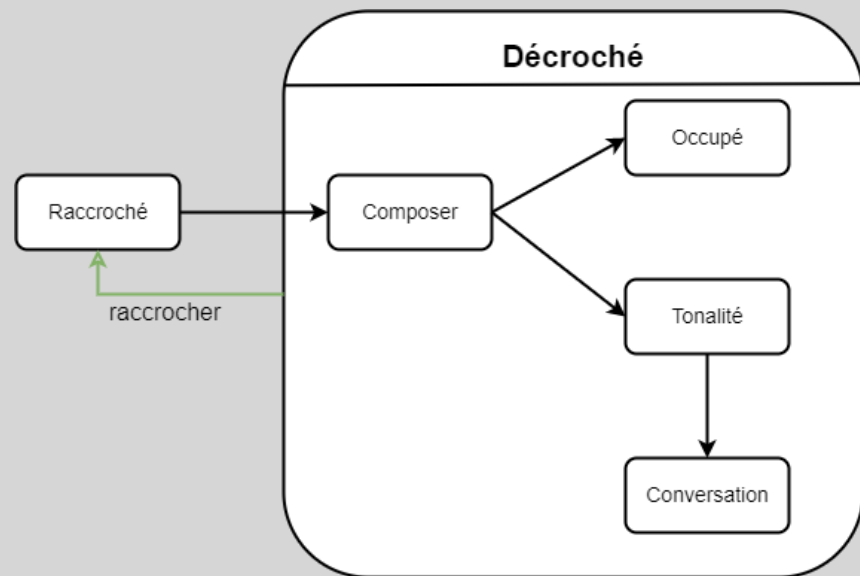 Décroché
Occupé
Raccroché
Composer
raccrocher
Tonalité
Conversation